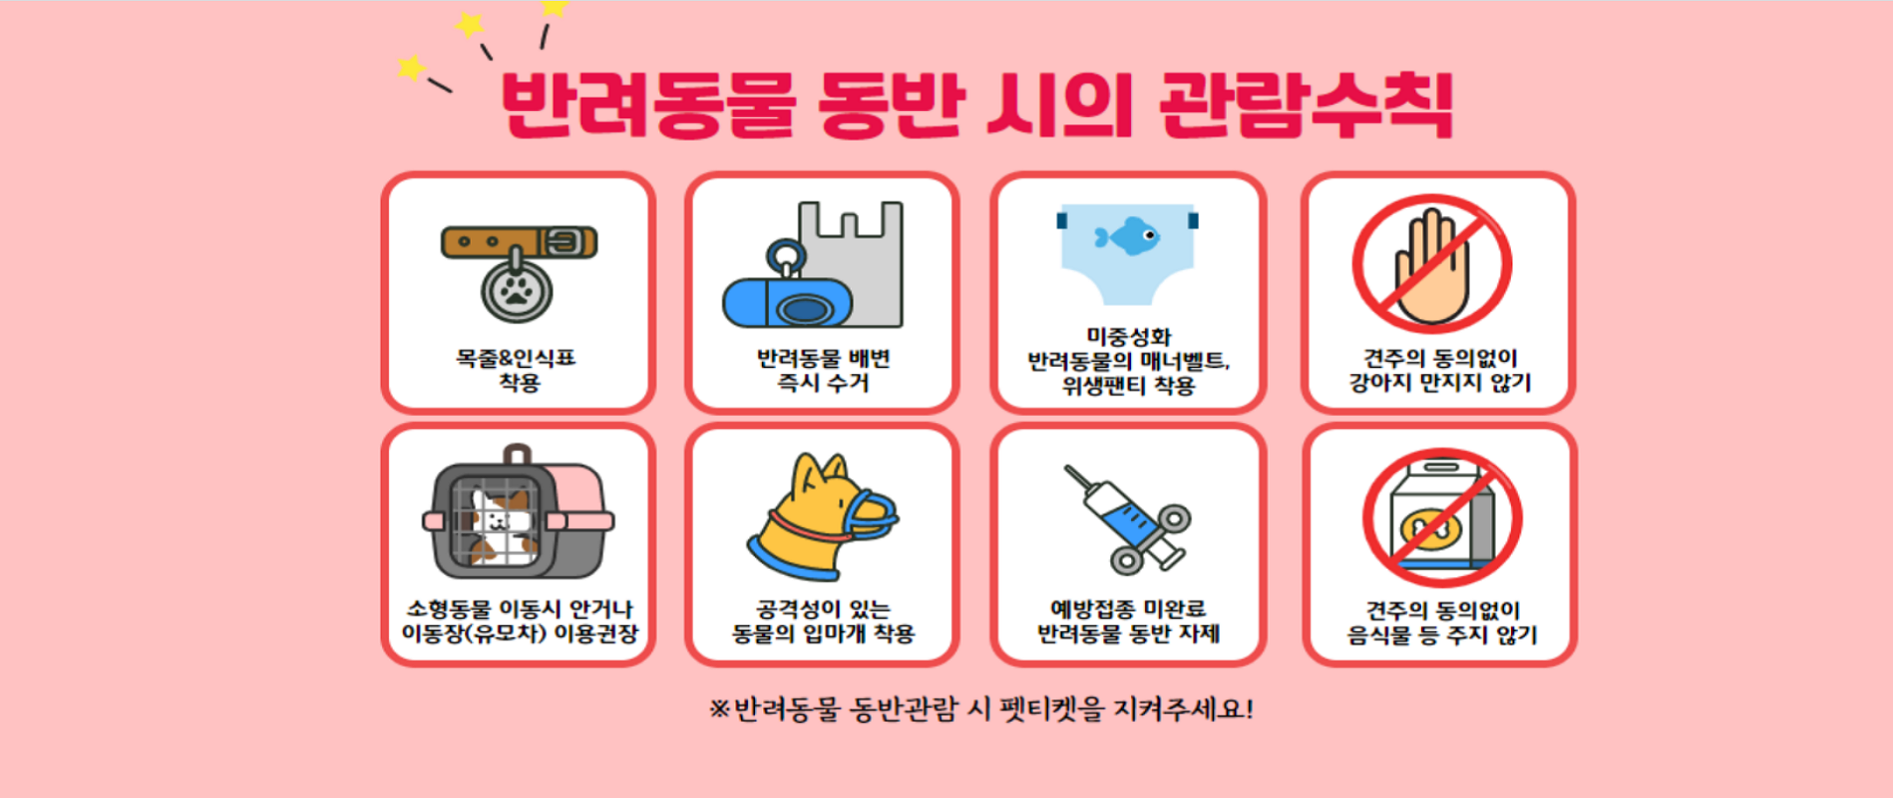 반려동물 동반 시의 관람수칙
목줄&인식표
착용
반려동물 배변
즉시 수거
미중성화
반려동물의 매너벨트,
위생팬티 착용
견주의 동의없이
강아지 만지지 않기
소형동물 이동시 안거나
이동장(유모차) 이용권장
공격성이 있는
동물의 입마개 착용
예방접종 미완료
반려동물 동반 자제
견주의 동의없이
음식물 등 주지 않기
※반려동물 동반관람 시 펫티켓을 지켜주세요!